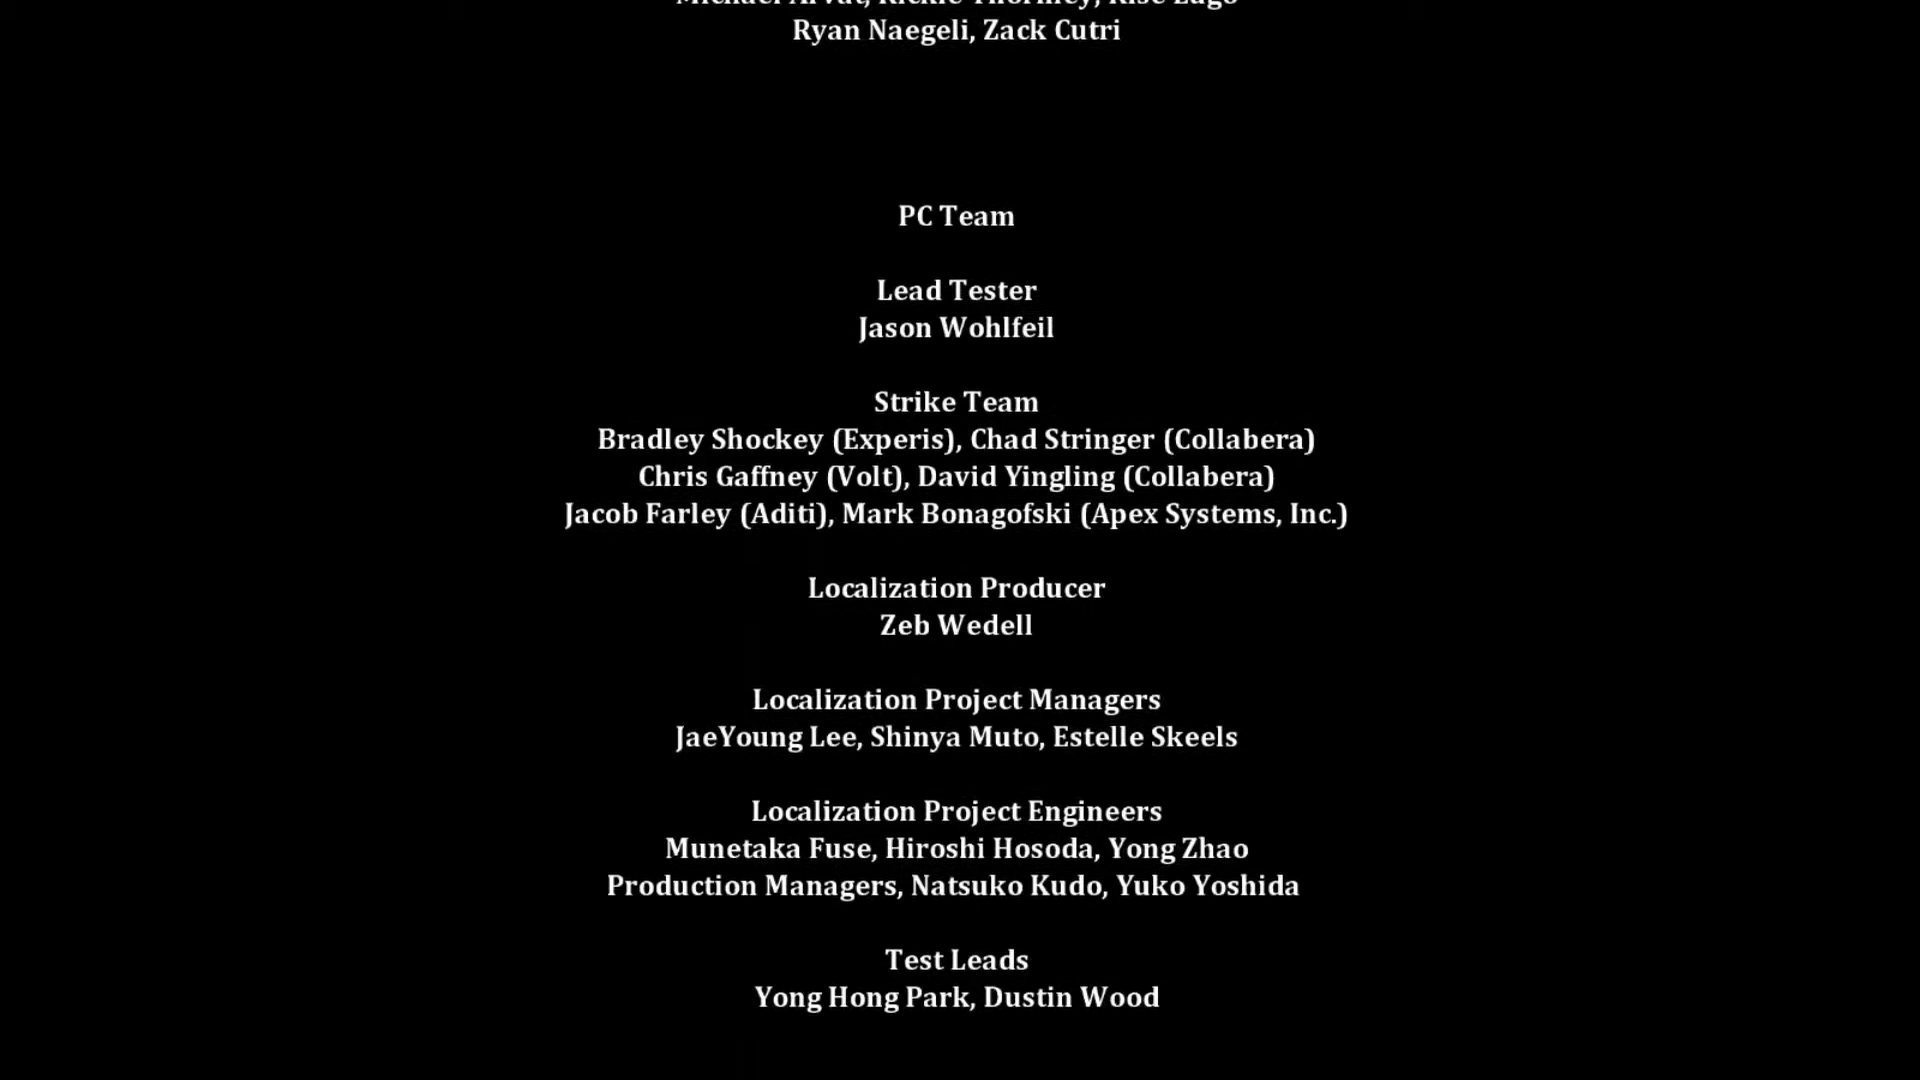 Ryan Naegeli, Zack Cutri
PC Team
Lead Tester
Jason Wohlfeil
Strike Team
Bradley Shockey (Experis), Chad Stringer (Collabera)
Chris Gaffney (Volt), David Yingling (Collabera)
Jacob Farley (Aditi), Mark Bonagofski (Apex Systems, Inc.)
Localization Producer
Zeb Wedell
Localization Project Managers
JaeYoung Lee, Shinya Muto, Estelle Skeels
Localization Project Engineers
Munetaka Fuse, Hiroshi Hosoda, Yong Zhao
Production Managers, Natsuko Kudo, Yuko Yoshida
Test Leads
Yong Hong Park, Dustin Wood